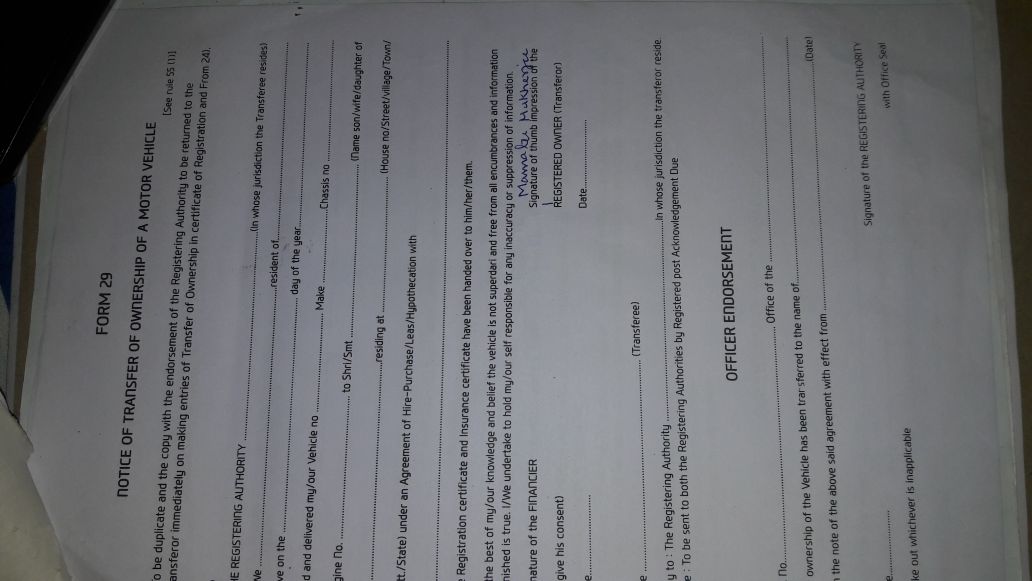 FORM 29
NOTICE OF TRANSFER OF OWNERSHIP OF A MOTOR VEHICLE
[See rule 55 (1)]
To be duplicate and the copy with the endorsement of the Registering Authority to be returned to the
ansferor immediately on making entries of Transfer of Ownership in certificate of Registration and From 24).
HE REGISTERING AUTHORITY ..........(In whose jurisdiction the Transferee resides)
We ..........resident of..........
ve on the .......... day of the year..........
d and delivered my/our Vehicle no .......... Make ..........Chassis no ..........
gine No. .......... to Shri/Smt .......... (Name son/wife/daughter of
..........residing at .......... (House no/Street/village/Town/
tt./State) under an Agreement of Hire-Purchase/Leas/Hypothecation with
..........
e Registration certificate and Insurance certificate have been handed over to him/her/them.
the best of my/our knowledge and belief the vehicle is not superdari and free from all encumbrances and information
nished is true. I/We undertake to hold my/our self responsible for any inaccuracy or suppression of information.
Mukherjee
nature of the FINANCIER Signature of thumb impression of the
give his consent) REGISTERED OWNER (Transferor)
e.......... Date..........
e .......... (Transferee)
y to : The Registering Authority ..........In whose jurisdiction the transferor reside.
e : To be sent to both the Registering Authorities by Registered post Acknowledgement Due
OFFICER ENDORSEMENT
No. .......... Office of the ..........
ownership of the Vehicle has been transferred to the name of..........
n the note of the above said agreement with effect from ..........(Date)
Signature of the REGISTERING AUTHORITY
e.......... with Office Seal
ke out whichever is inapplicable